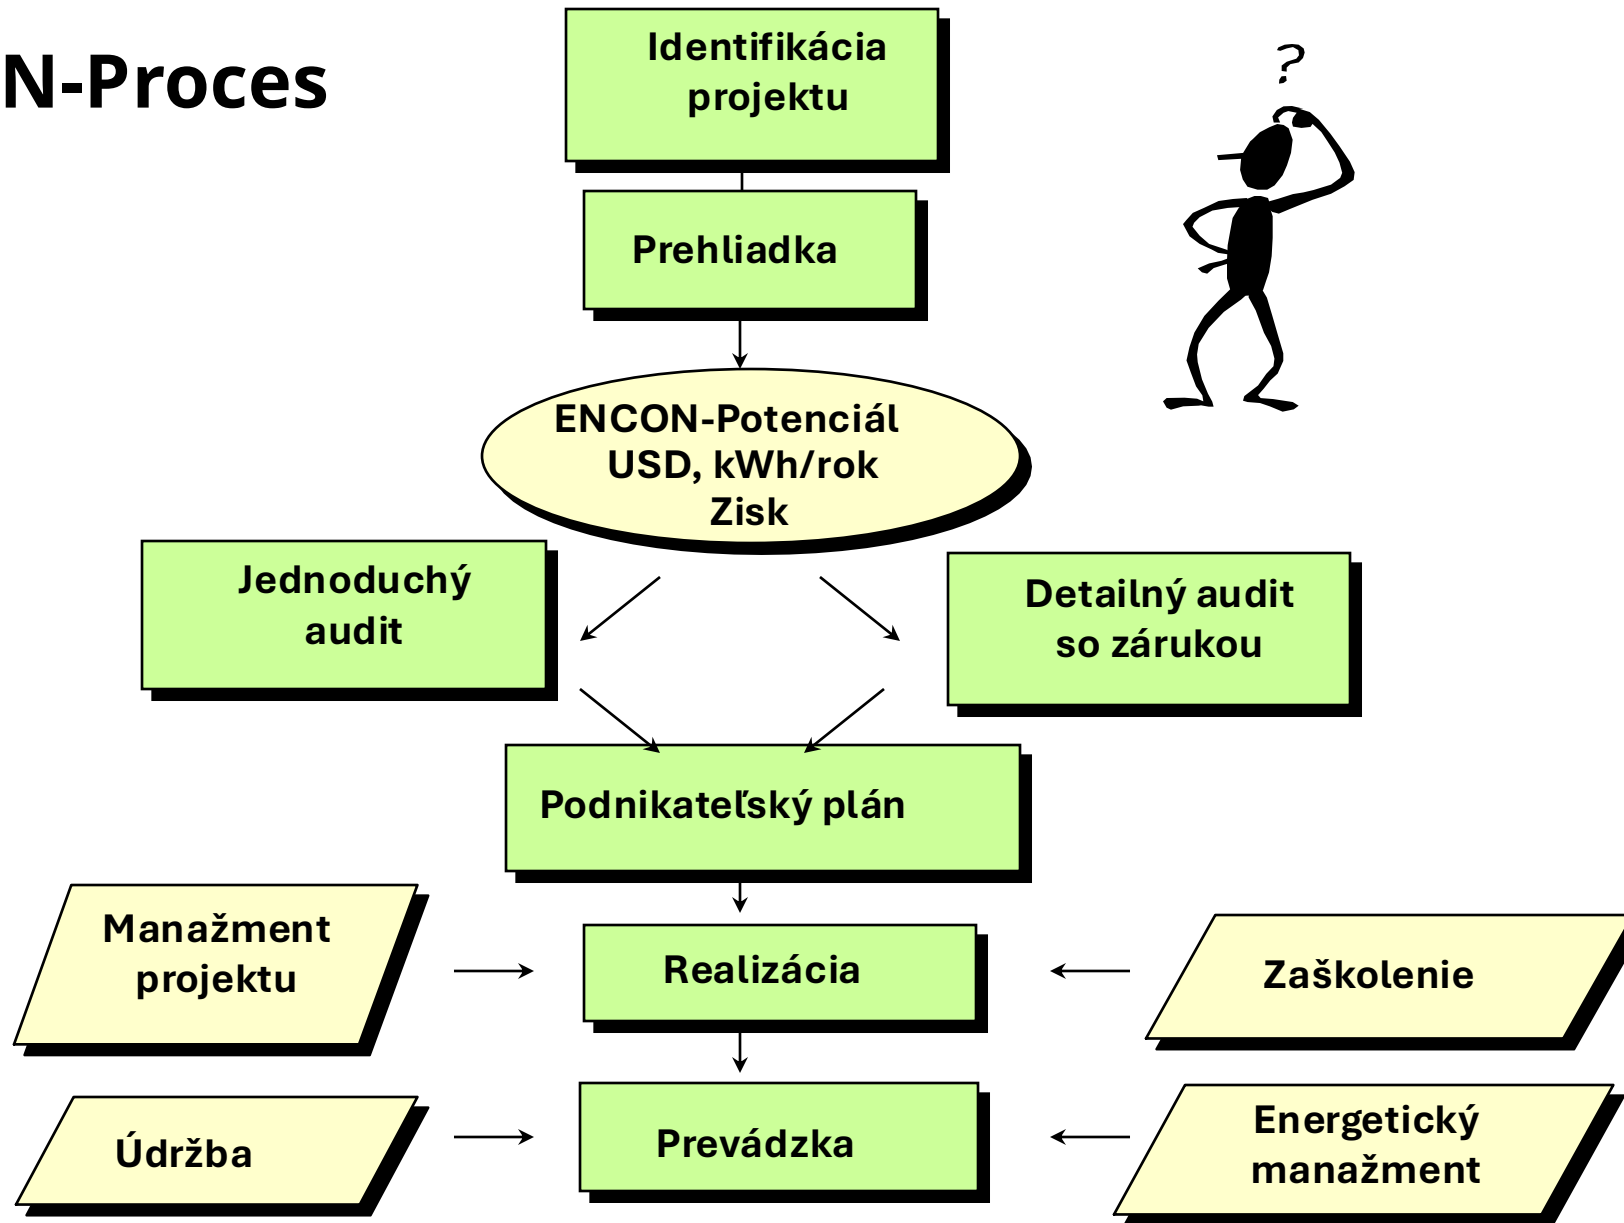 N-Proces
Identifikácia
projektu
?
Prehliadka
ENCON-Potenciál
USD, kWh/rok
Zisk
Jednoduchý
audit
Detailný audit
so zárukou
Podnikateľský plán
Manažment
projektu
Realizácia
Zaškolenie
Údržba
Prevádzka
Energetický
manažment